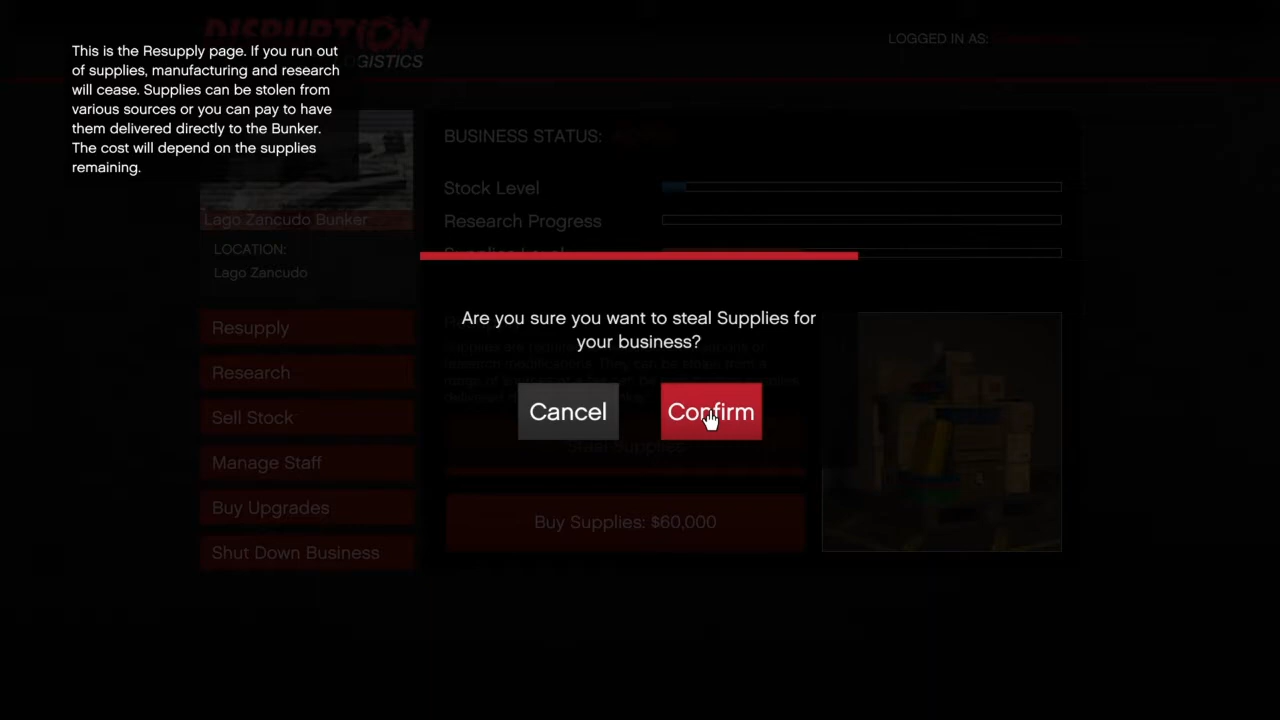 This is the Resupply page. If you run out
of supplies, manufacturing and research
will cease. Supplies can be stolen from
various sources or you can pay to have
them delivered directly to the Bunker.
The cost will depend on the supplies
remaining.
DISRUPTION
LOGISTICS
LOGGED IN AS:
Lago Zancudo Bunker
LOCATION:
Lago Zancudo
Resupply
Research
Sell Stock
Manage Staff
Buy Upgrades
Shut Down Business
BUSINESS STATUS:
Stock Level
Research Progress
Supplies Level
Are you sure you want to steal Supplies for
your business?
Cancel
Confirm
Steal Supplies
Buy Supplies: $60,000